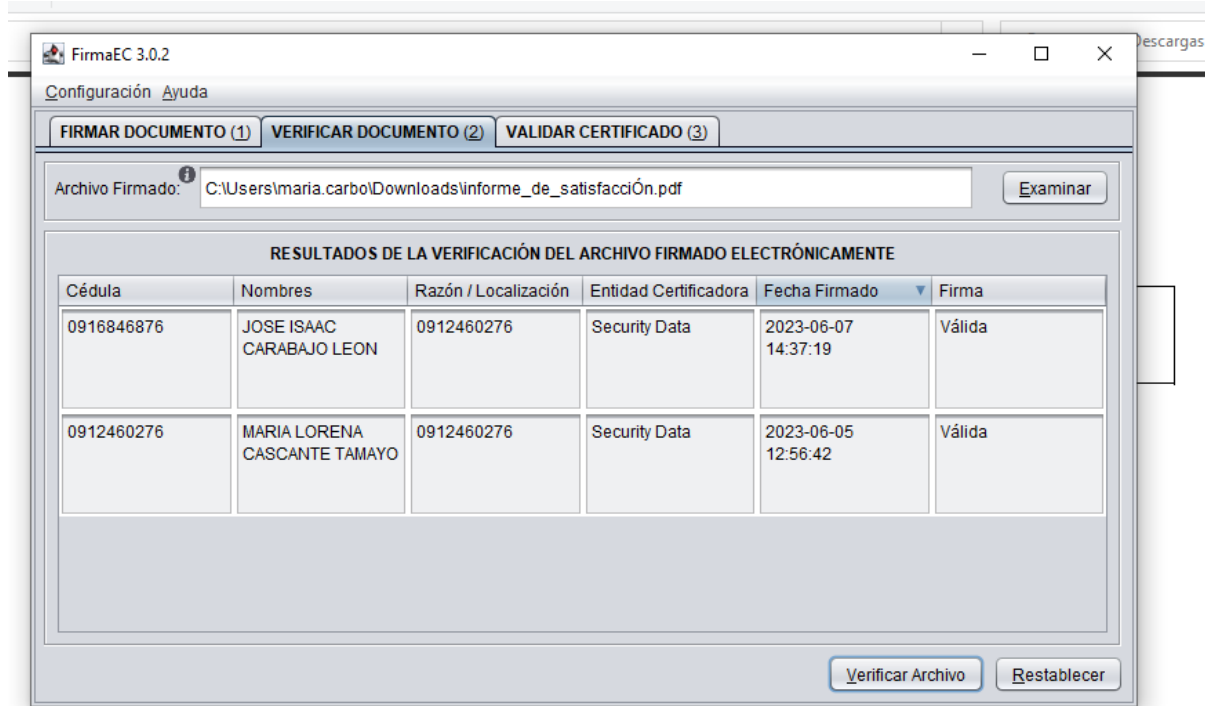 FirmaEC 3.0.2
Descargas
Configuración Ayuda
FIRMAR DOCUMENTO (1) VERIFICAR DOCUMENTO (2) VALIDAR CERTIFICADO (3)
Archivo Firmado: C:\Users\maria.carbo\Downloads\informe_de_satisfacciÓn.pdf Examinar
RESULTADOS DE LA VERIFICACIÓN DEL ARCHIVO FIRMADO ELECTRÓNICAMENTE
Cédula Nombres Razón / Localización Entidad Certificadora Fecha Firmado Firma
0916846876 JOSE ISAAC 0912460276 Security Data 2023-06-07 Válida
CARABAJO LEON 14:37:19
0912460276 MARIA LORENA 0912460276 Security Data 2023-06-05 Válida
CASCANTE TAMAYO 12:56:42
Verificar Archivo Restablecer